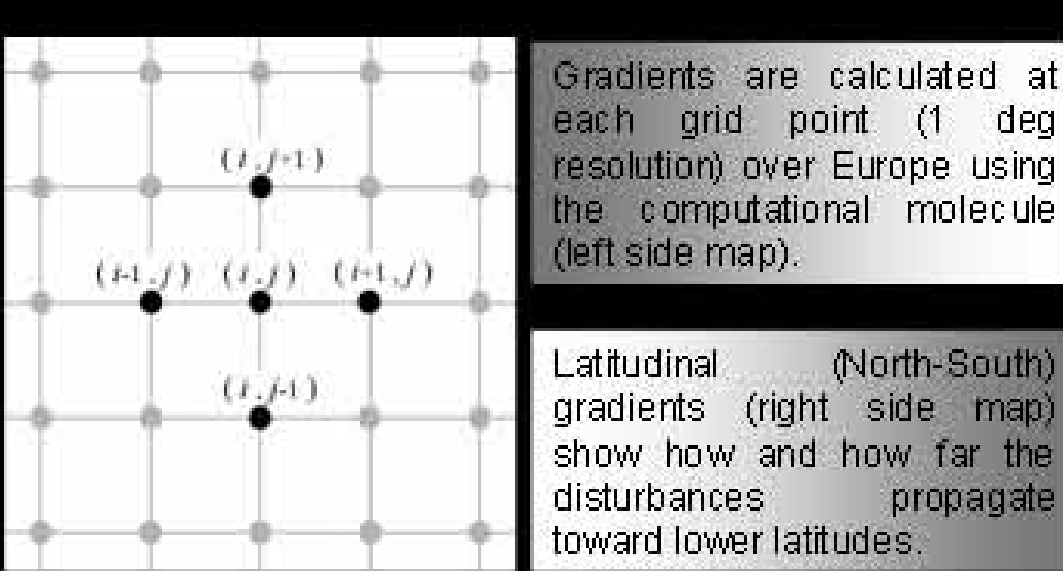 (i, j+1)
(i-1, j) (i, j) (i+1, j)
(i, j-1)
Gradients are calculated at
each grid point (1 deg
resolution) over Europe using
the computational molecule
(left side map).
Latitudinal (North-South)
gradients (right side map)
show how and how far the
disturbances propagate
toward lower latitudes.